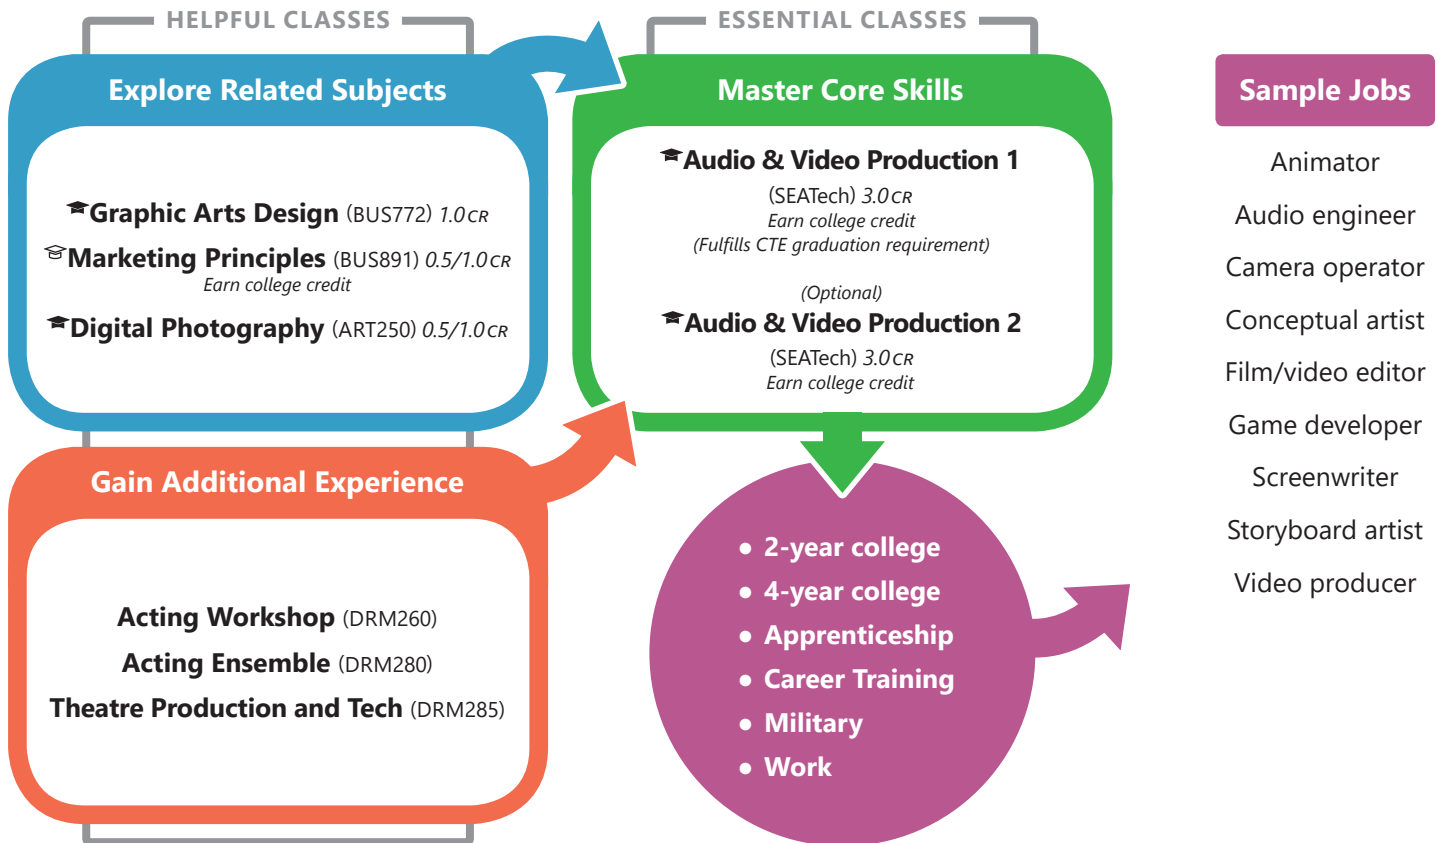 HELPFUL CLASSES
Explore Related Subjects
Graphic Arts Design (BUS772) 1.0 CR
Marketing Principles (BUS891) 0.5/1.0 CR
Earn college credit
Digital Photography (ART250) 0.5/1.0 CR
Gain Additional Experience
Acting Workshop (DRM260)
Acting Ensemble (DRM280)
Theatre Production and Tech (DRM285)
ESSENTIAL CLASSES
Master Core Skills
Audio & Video Production 1
(SEATech) 3.0 CR
Earn college credit
(Fulfills CTE graduation requirement)
(Optional)
Audio & Video Production 2
(SEATech) 3.0 CR
Earn college credit
• 2-year college
• 4-year college
• Apprenticeship
• Career Training
• Military
• Work
Sample Jobs
Animator
Audio engineer
Camera operator
Conceptual artist
Film/video editor
Game developer
Screenwriter
Storyboard artist
Video producer